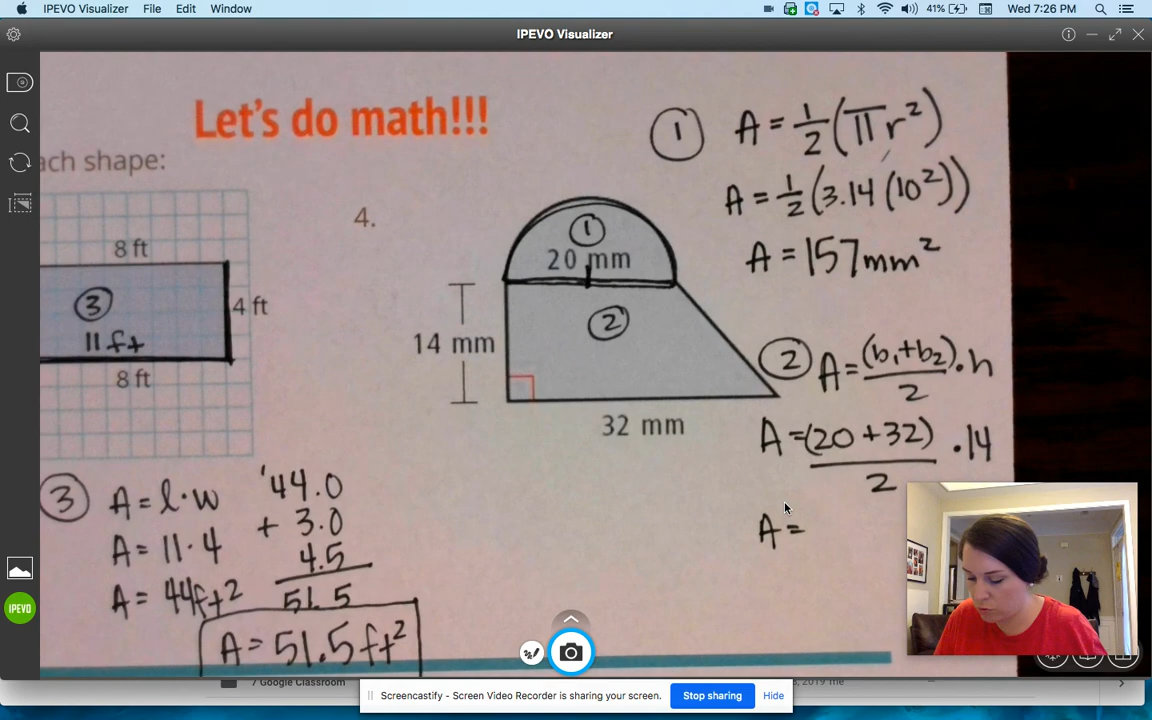 IPEVO Visualizer File Edit Window 41% Wed 7:26 PM
IPEVO Visualizer
Let's do math!!!
ach shape:
8 ft
③
11ft
4 ft
8 ft
③ A = l·w
A = 11·4
A = 44ft2
'44.0
+ 3.0
4.5
51.5
A = 51.5 ft²
4.
①
20 mm
②
14 mm
32 mm
① A = 1/2 (πr²)
A = 1/2 (3.14 (10²))
A = 157mm²
② A = (b₁+b₂)/2 · h
A = (20+32)/2 · 14
A =
IPEVO
7 Google Classroom
Screencastify - Screen Video Recorder is sharing your screen. Stop sharing Hide